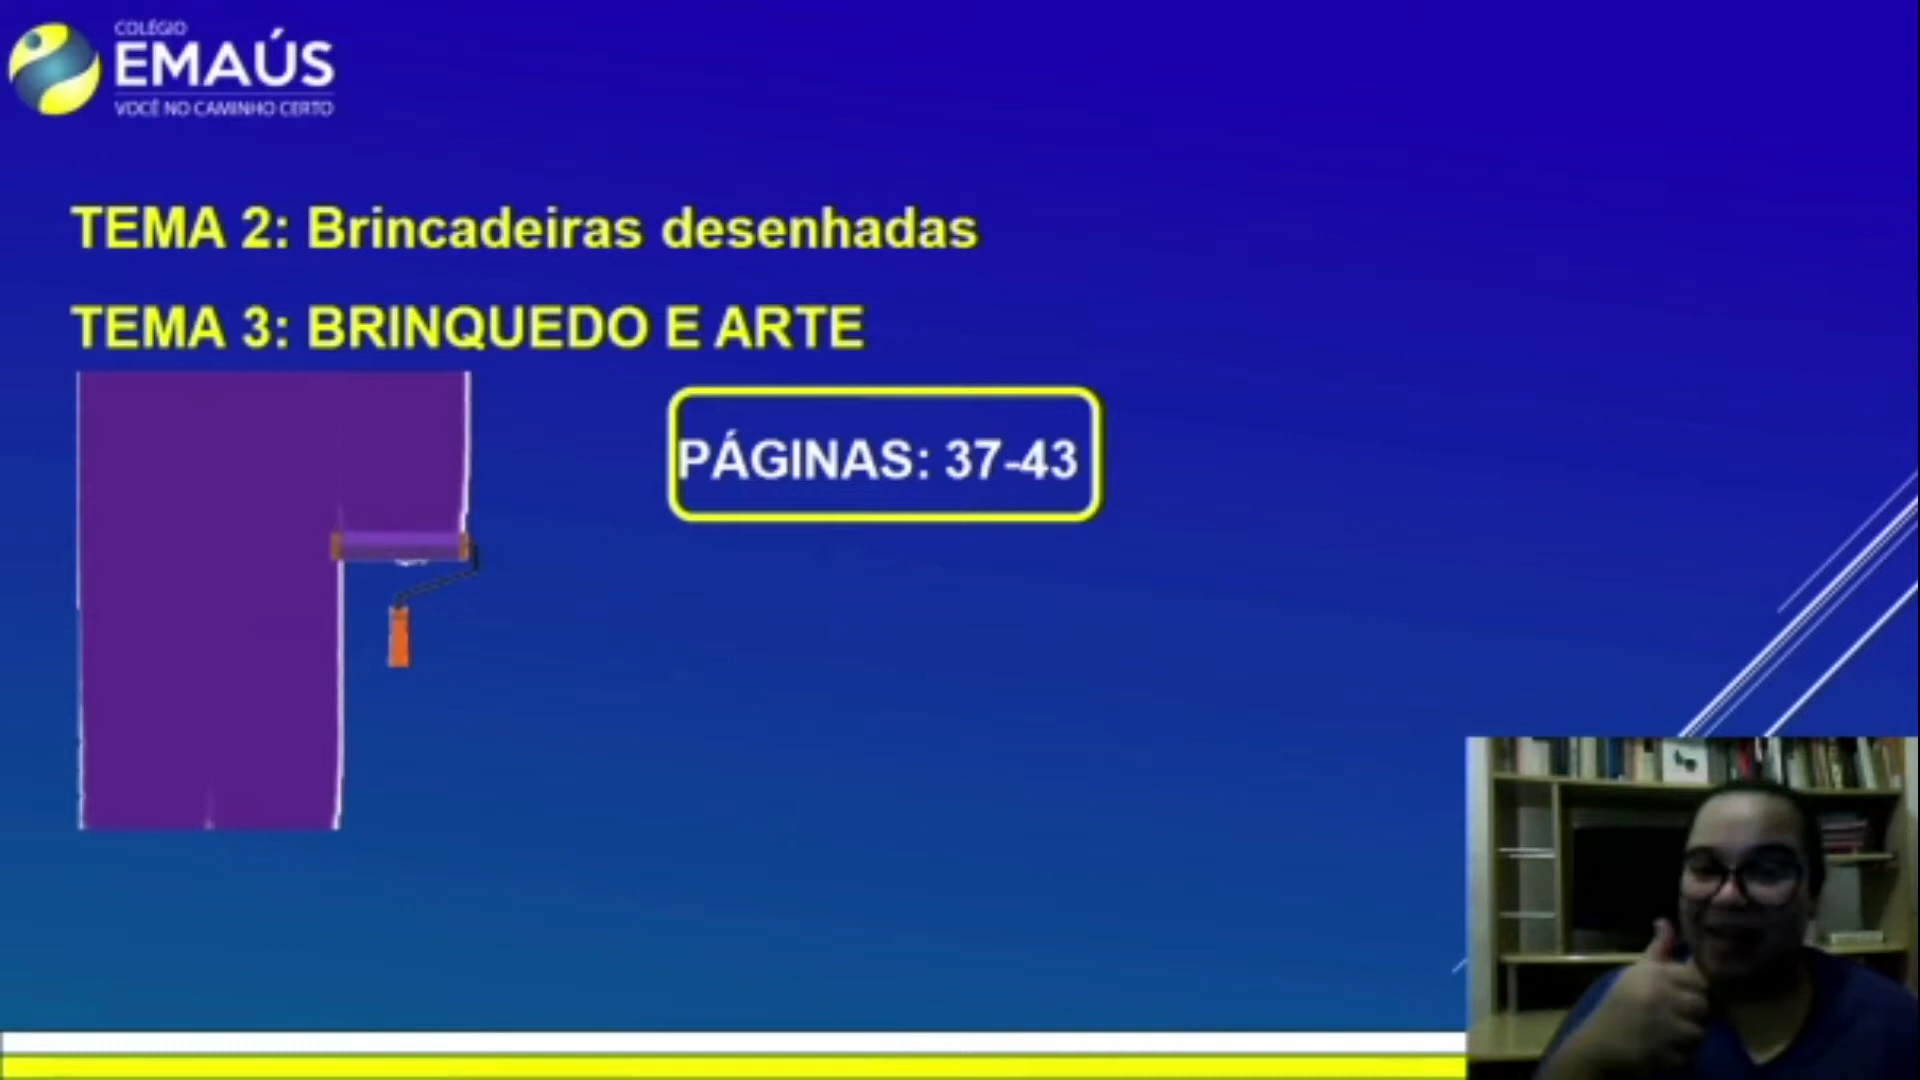 COLÉGIO
EMAÚS
VOCÊ NO CAMINHO CERTO
TEMA 2: Brincadeiras desenhadas
TEMA 3: BRINQUEDO E ARTE
PÁGINAS: 37-43